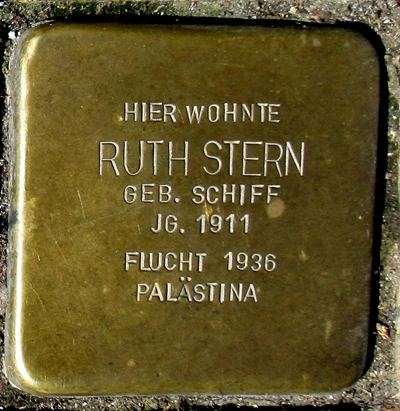 HIER WOHNTE
RUTH STERN
GEB. SCHIFF
JG. 1911
FLUCHT 1936
PALÄSTINA